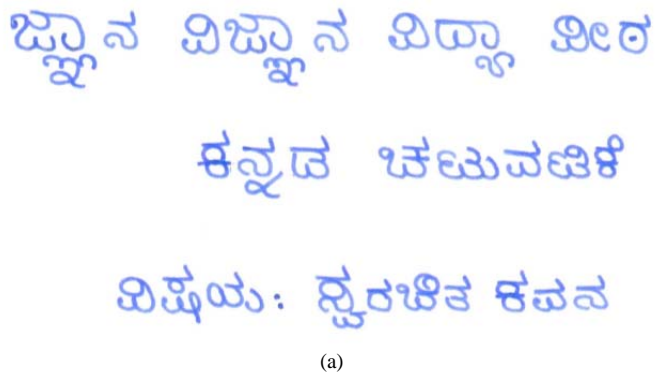 ಜ್ಞಾನ ವಿಜ್ಞಾನ ವಿದ್ಯಾ ಪೀಠ
ಕನ್ನಡ ಚಟುವಟಿಕೆ
ವಿಷಯ: ಸ್ವರಚಿತ ಕವನ
(a)